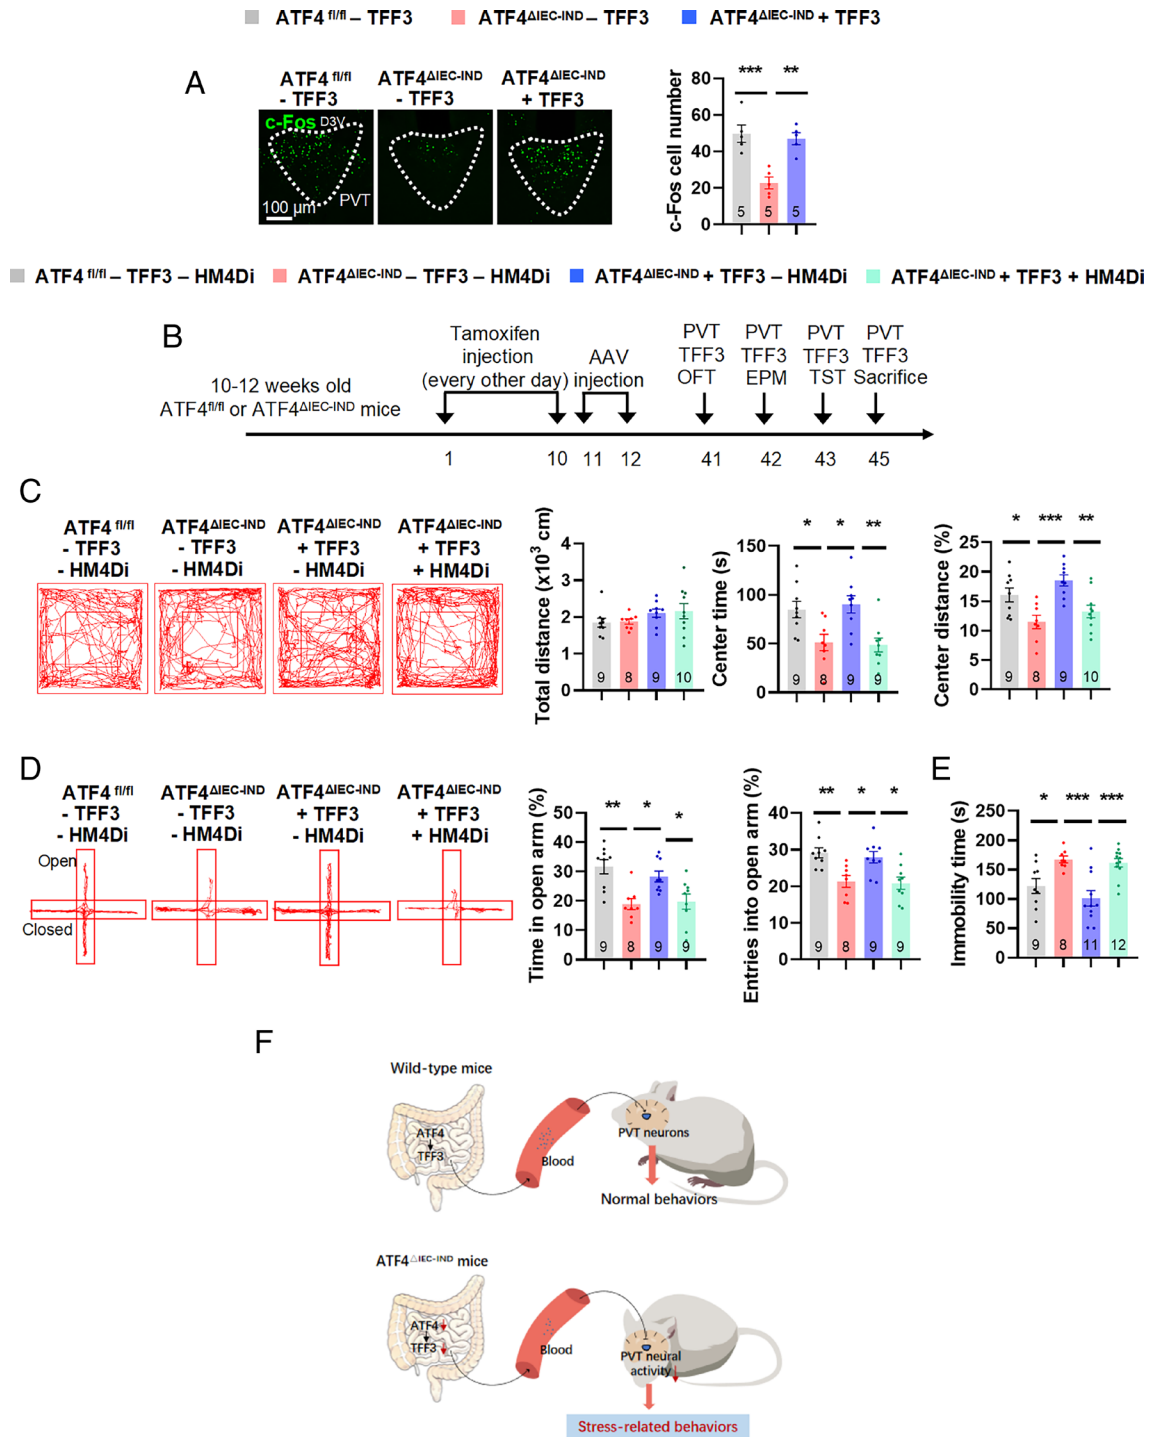 ATF4 fl/fl – TFF3 ATF4ΔIEC-IND – TFF3 ATF4ΔIEC-IND + TFF3
A
ATF4 fl/fl
- TFF3
ATF4ΔIEC-IND
- TFF3
ATF4ΔIEC-IND
+ TFF3
c-Fos D3V
PVT
100 µm
c-Fos cell number
80
60
40
20
0
*** **
5 5 5
ATF4 fl/fl – TFF3 – HM4Di ATF4ΔIEC-IND – TFF3 – HM4Di ATF4ΔIEC-IND + TFF3 – HM4Di ATF4ΔIEC-IND + TFF3 + HM4Di
B
10-12 weeks old
ATF4fl/fl or ATF4ΔIEC-IND mice
Tamoxifen
injection
(every other day)
AAV
injection
PVT
TFF3
OFT
PVT
TFF3
EPM
PVT
TFF3
TST
PVT
TFF3
Sacrifice
1 10 11 12 41 42 43 45
C
ATF4 fl/fl
- TFF3
- HM4Di
ATF4ΔIEC-IND
- TFF3
- HM4Di
ATF4ΔIEC-IND
+ TFF3
- HM4Di
ATF4ΔIEC-IND
+ TFF3
+ HM4Di
Total distance (x10³ cm)
4
3
2
1
0
9 8 9 10
Center time (s)
150
100
50
0
* * **
9 8 9 9
Center distance (%)
25
20
15
10
5
0
* *** **
9 8 9 10
D
ATF4 fl/fl
- TFF3
- HM4Di
ATF4ΔIEC-IND
- TFF3
- HM4Di
ATF4ΔIEC-IND
+ TFF3
- HM4Di
ATF4ΔIEC-IND
+ TFF3
+ HM4Di
Open
Closed
Time in open arm (%)
50
40
30
20
10
0
** * *
9 8 9 9
Entries into open arm (%)
40
30
20
10
0
** * *
9 8 9 9
E
Immobility time (s)
250
200
150
100
50
0
* *** ***
9 8 11 12
F
Wild-type mice
ATF4
TFF3
Blood
PVT neurons
Normal behaviors
ATF4△IEC-IND mice
ATF4
TFF3
Blood
PVT neural
activity
Stress-related behaviors